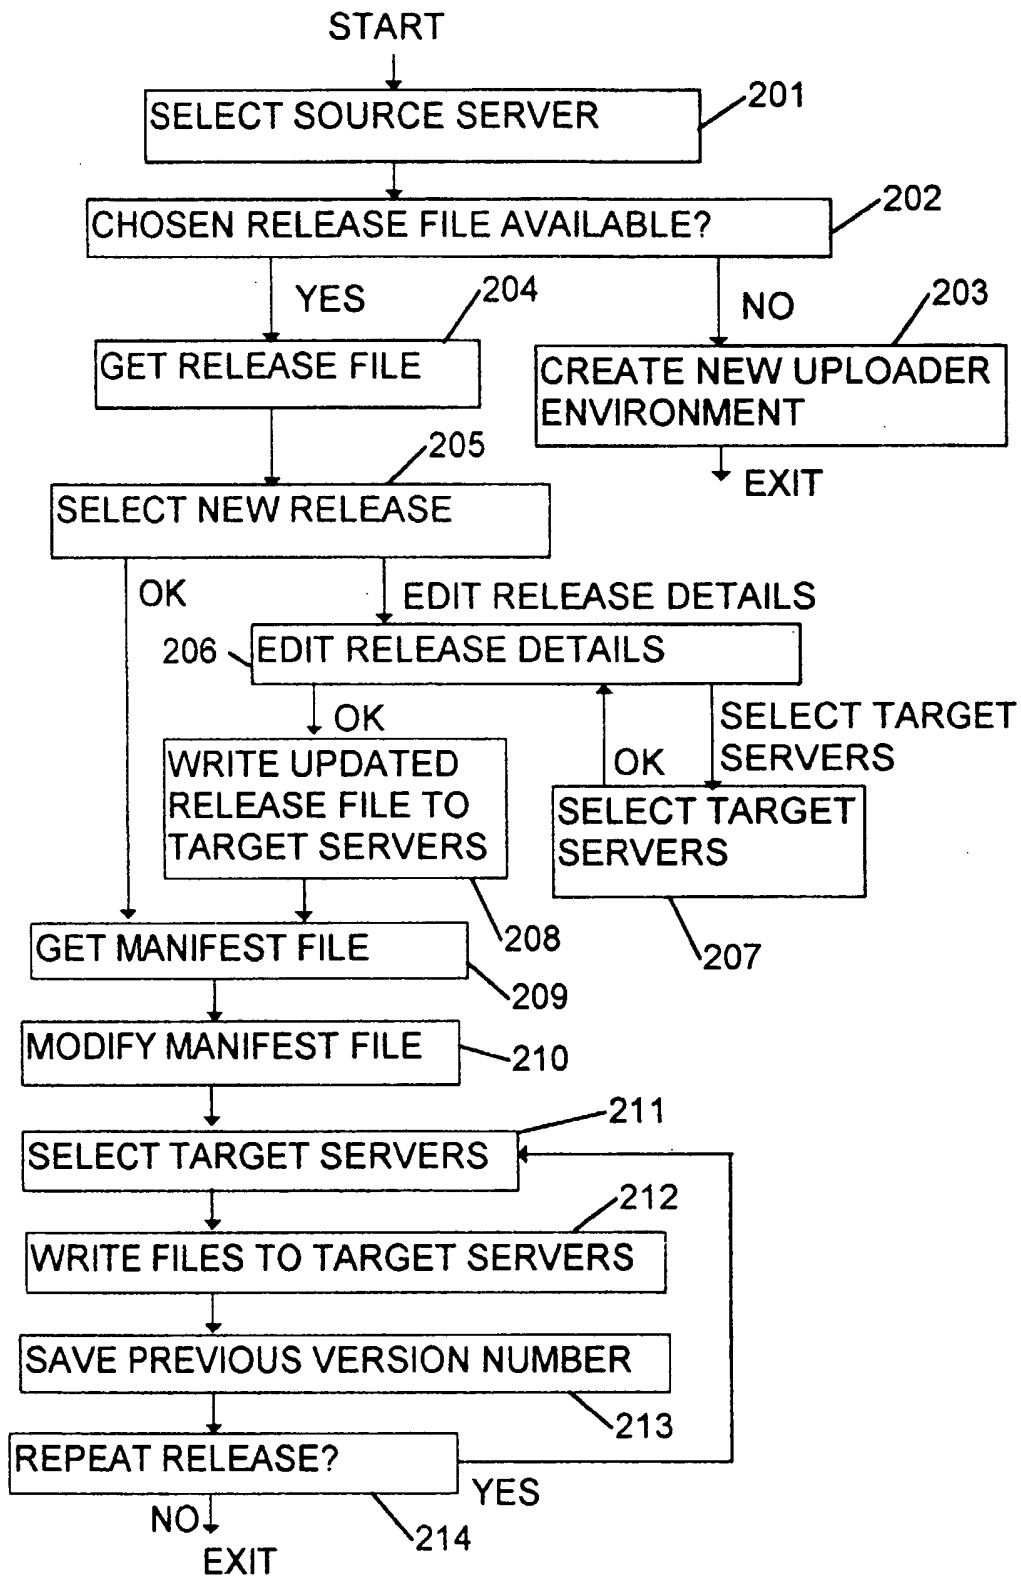 START
SELECT SOURCE SERVER
201
CHOSEN RELEASE FILE AVAILABLE?
202
YES
204
NO
203
GET RELEASE FILE
CREATE NEW UPLOADER
ENVIRONMENT
205
EXIT
SELECT NEW RELEASE
OK
EDIT RELEASE DETAILS
206
EDIT RELEASE DETAILS
OK
SELECT TARGET
SERVERS
OK
WRITE UPDATED
RELEASE FILE TO
TARGET SERVERS
SELECT TARGET
SERVERS
208
207
GET MANIFEST FILE
209
MODIFY MANIFEST FILE
210
211
SELECT TARGET SERVERS
212
WRITE FILES TO TARGET SERVERS
SAVE PREVIOUS VERSION NUMBER
213
REPEAT RELEASE?
YES
NO
214
EXIT